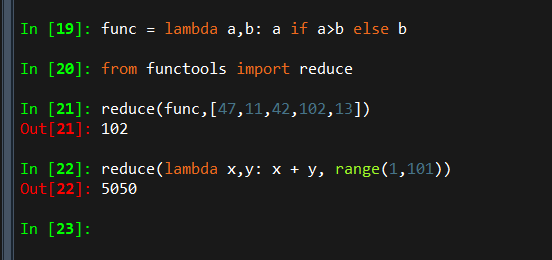 In [19]: func = lambda a,b: a if a>b else b
In [20]: from functools import reduce
In [21]: reduce(func,[47,11,42,102,13])
Out[21]: 102
In [22]: reduce(lambda x,y: x + y, range(1,101))
Out[22]: 5050
In [23]: